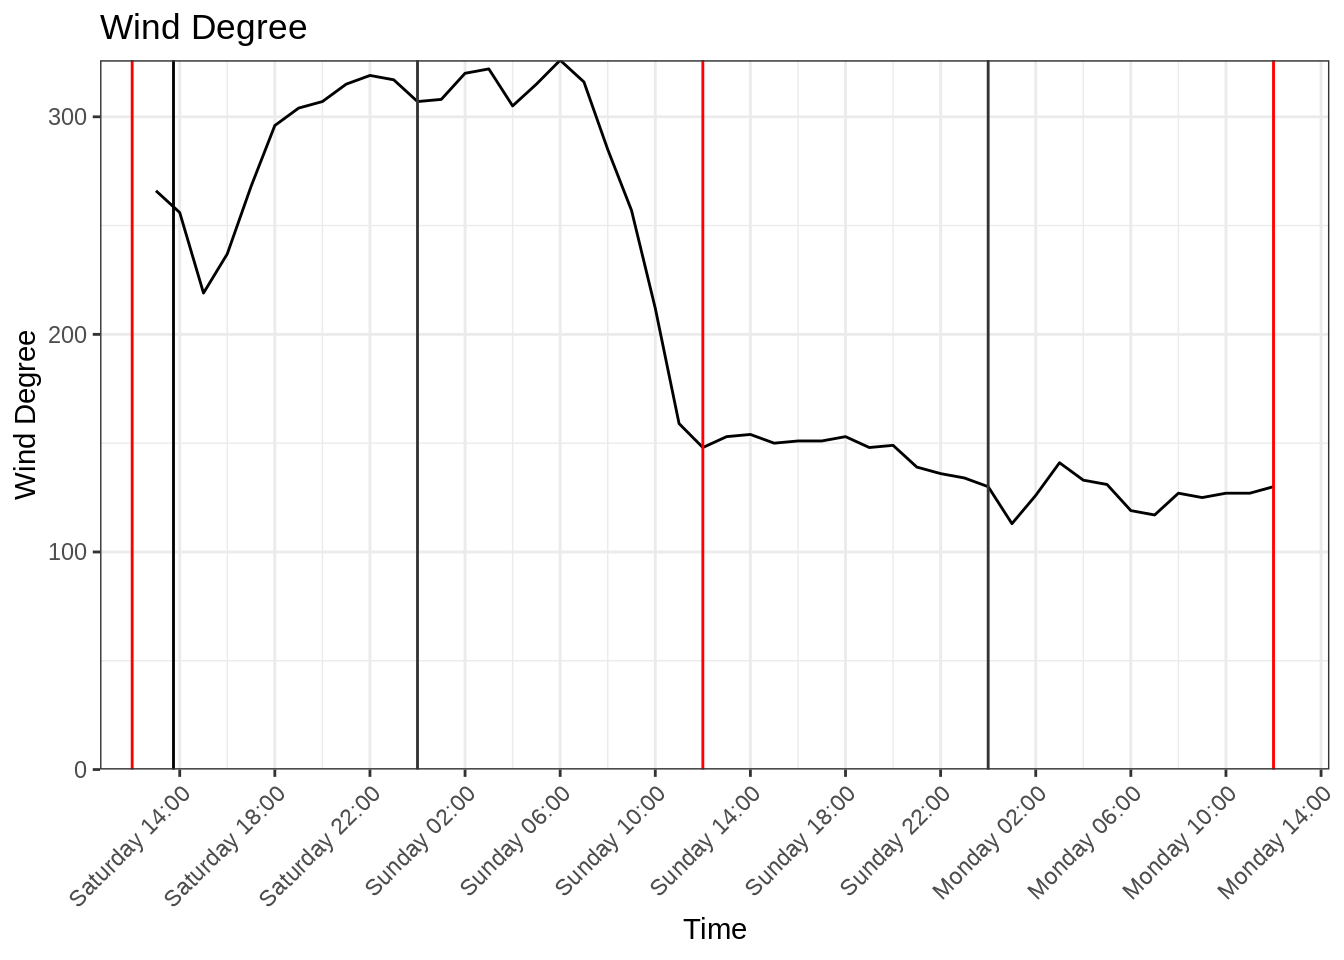 Wind Degree
Wind Degree
300
200
100
0
Saturday 14:00
Saturday 18:00
Saturday 22:00
Sunday 02:00
Sunday 06:00
Sunday 10:00
Sunday 14:00
Sunday 18:00
Sunday 22:00
Monday 02:00
Monday 06:00
Monday 10:00
Monday 14:00
Time